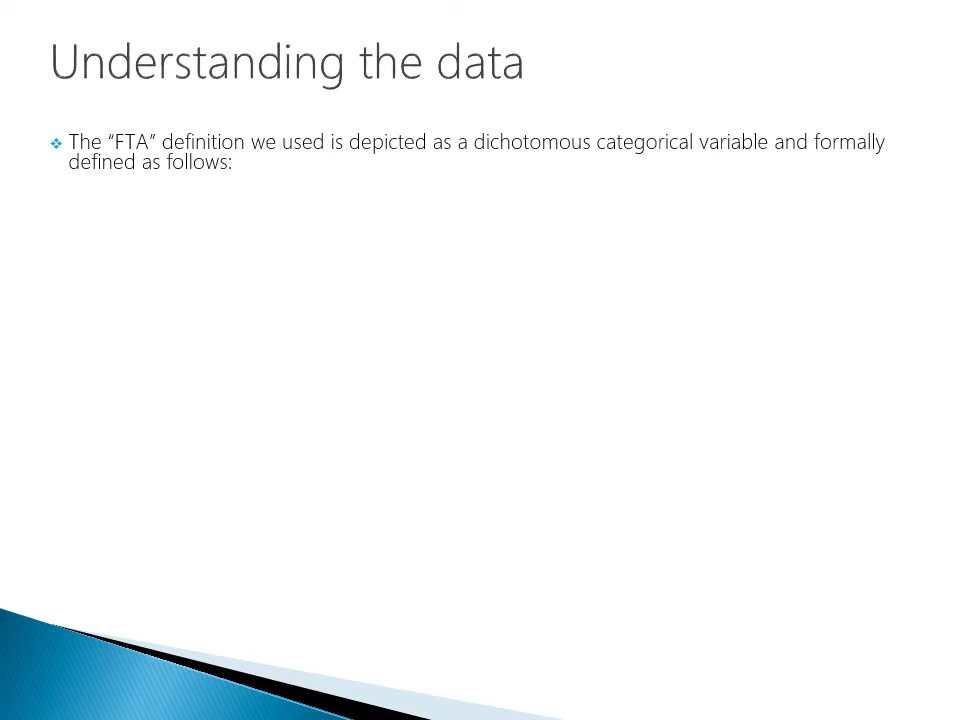 Understanding the data
The “FTA” definition we used is depicted as a dichotomous categorical variable and formally
defined as follows: